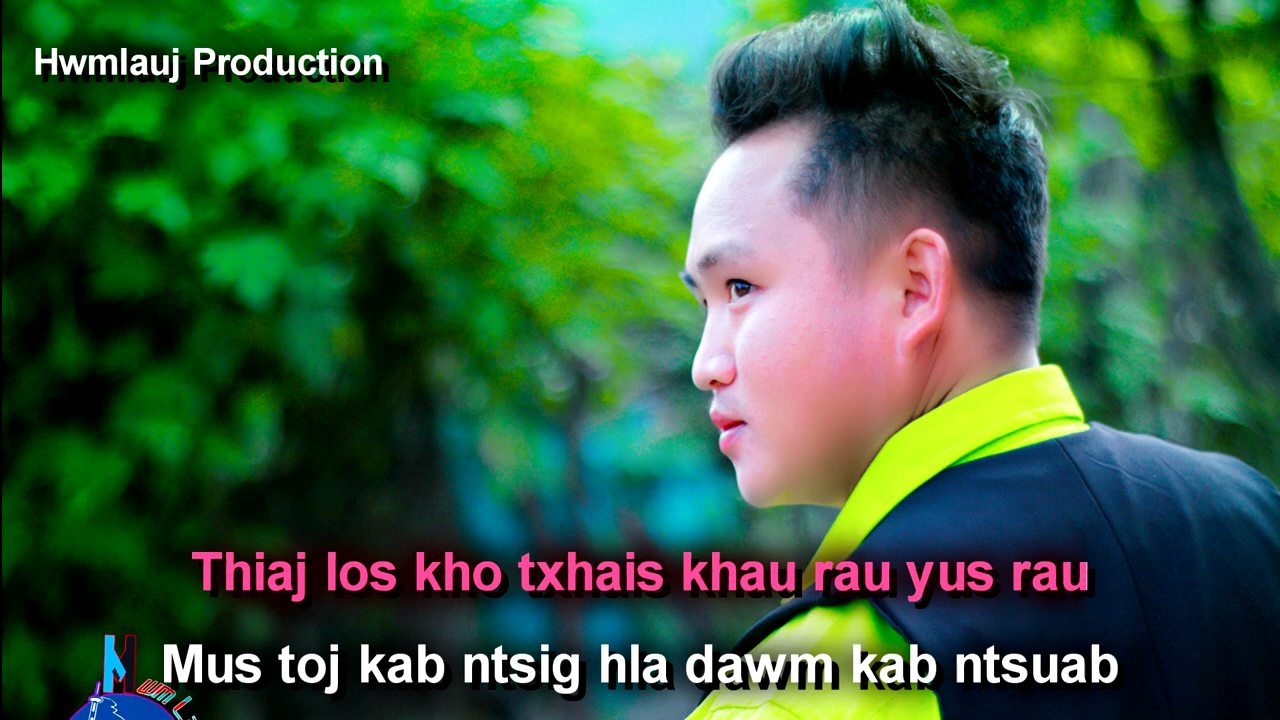 Hwmlauj Production
Thiaj los kho txhais khau rau yus rau
Mus toj kab ntsig hla dawm kab ntsuab